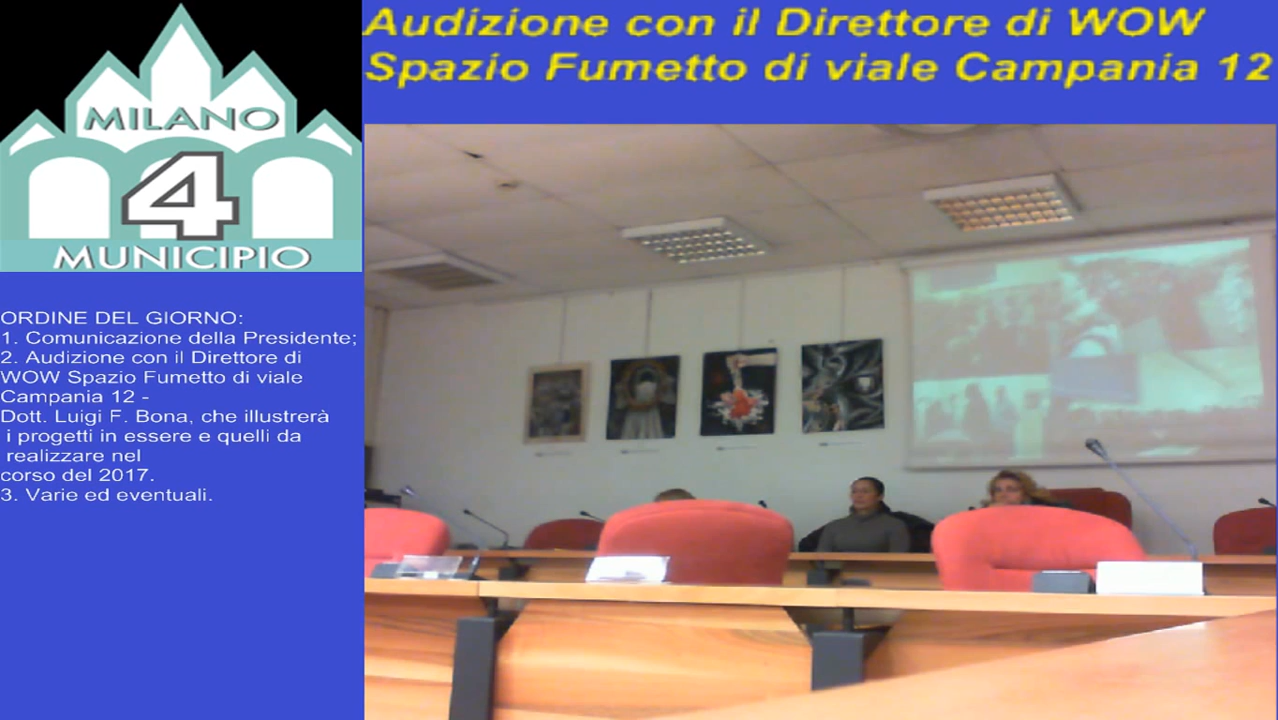 MILANO
4
MUNICIPIO
Audizione con il Direttore di WOW
Spazio Fumetto di viale Campania 12
ORDINE DEL GIORNO:
1. Comunicazione della Presidente;
2. Audizione con il Direttore di
WOW Spazio Fumetto di viale
Campania 12 -
Dott. Luigi F. Bona, che illustrerà
i progetti in essere e quelli da
realizzare nel
corso del 2017.
3. Varie ed eventuali.